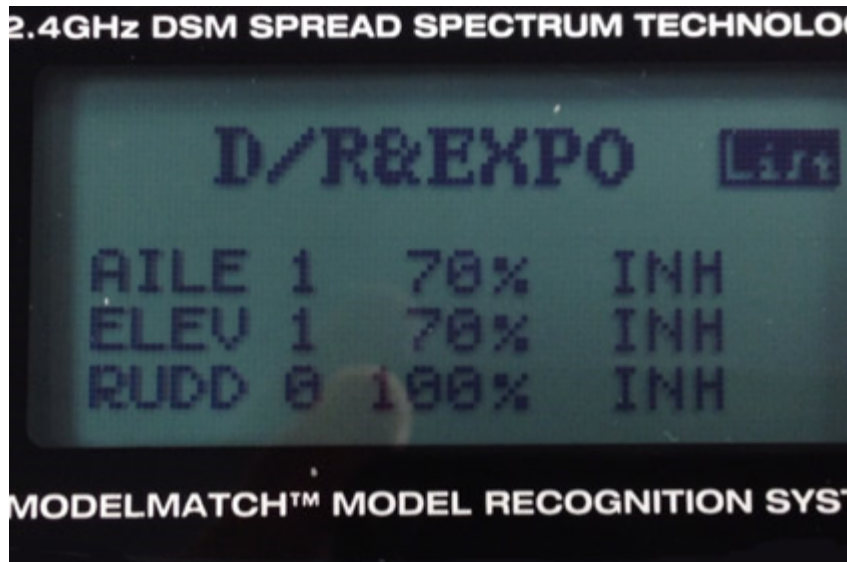 2.4GHz DSM SPREAD SPECTRUM TECHNOLO
D/R&EXPO List
AILE 1 70% INH
ELEV 1 70% INH
RUDD 0 100% INH
MODELMATCH™ MODEL RECOGNITION SYST